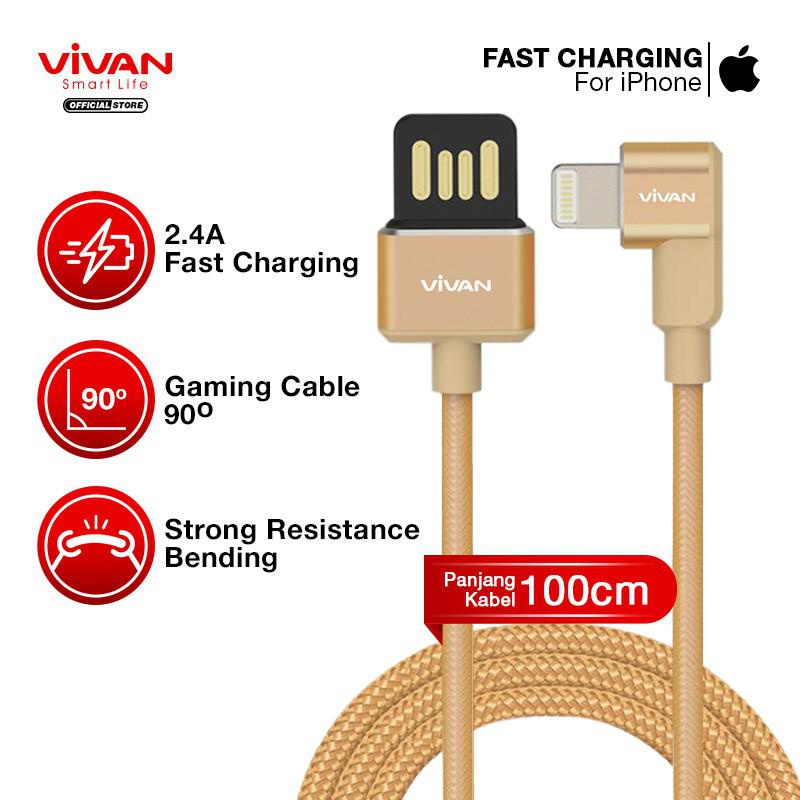 ViVAN
Smart Life
OFFICIAL STORE
FAST CHARGING
For iPhone
2.4A
Fast Charging
90º
Gaming Cable
90º
Strong Resistance
Bending
ViVAN
ViVAN
Panjang
Kabel 100cm